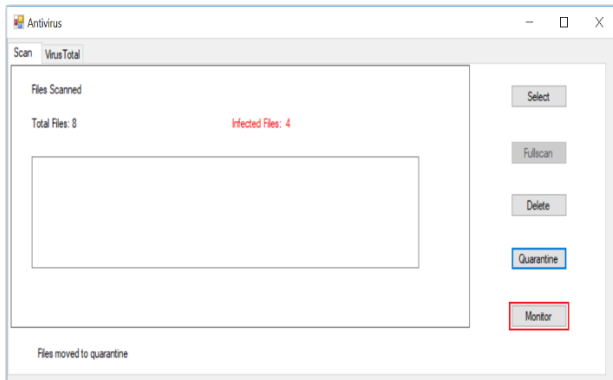 Antivirus
Scan VirusTotal
Files Scanned
Select
Total Files: 8 Infected Files: 4
Fullscan
Delete
Quarantine
Monitor
Files moved to quarantine